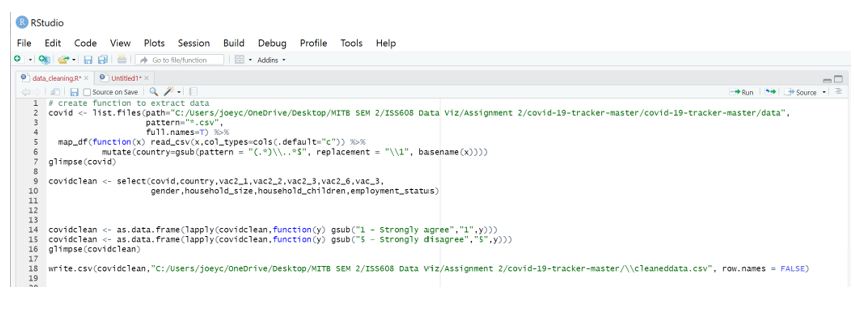 RStudio
File Edit Code View Plots Session Build Debug Profile Tools Help
Go to file/function Addins
data_cleaning.R* × Untitled1* ×
Source on Save Run Source
1 # create function to extract data
2 covid <- list.files(path="C:/Users/joeyc/OneDrive/Desktop/MITB SEM 2/ISS608 Data Viz/Assignment 2/covid-19-tracker-master/covid-19-tracker-master/data",
3 pattern="*.csv",
4 full.names=T) %>%
5 map_df(function(x) read_csv(x,col_types=cols(.default="c")) %>%
6 mutate(country=gsub(pattern = "(.*)\\..*$", replacement = "\\1", basename(x))))
7 glimpse(covid)
8
9 covidclean <- select(covid,country,vac2_1,vac2_2,vac2_3,vac2_6,vac_3,
10 gender,household_size,household_children,employment_status)
11
12
13
14 covidclean <- as.data.frame(lapply(covidclean,function(y) gsub("1 - Strongly agree","1",y)))
15 covidclean <- as.data.frame(lapply(covidclean,function(y) gsub("5 - Strongly disagree","5",y)))
16 glimpse(covidclean)
17
18 write.csv(covidclean,"C:/Users/joeyc/OneDrive/Desktop/MITB SEM 2/ISS608 Data Viz/Assignment 2/covid-19-tracker-master/\\cleaneddata.csv", row.names = FALSE)
19